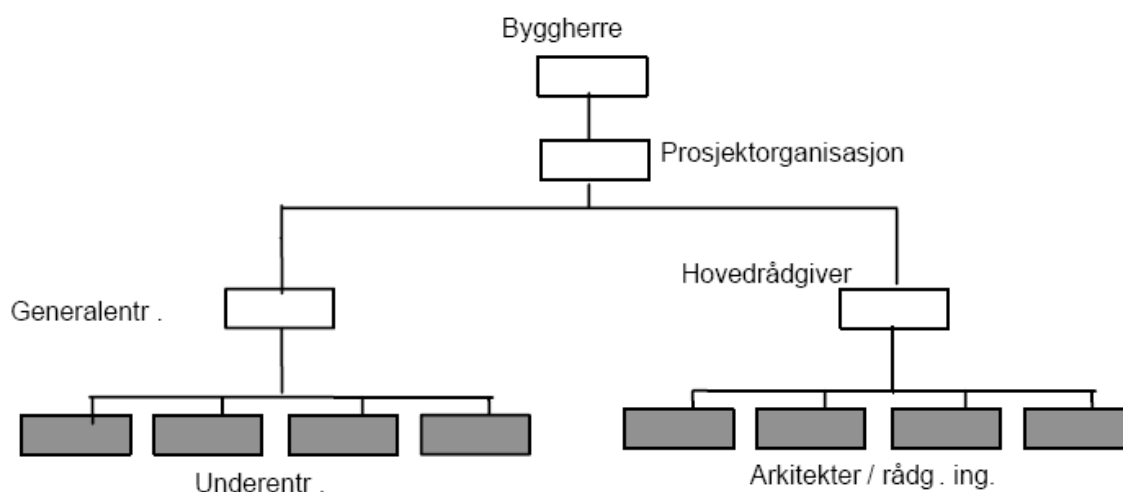 Byggherre
Prosjektorganisasjon
Hovedrådgiver
Generalentr .
Arkitekter / rådg . ing.
Underentr .